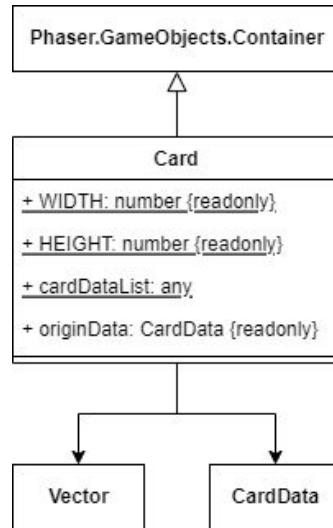 Phaser.GameObjects.Container
Card
+ WIDTH: number {readonly}
+ HEIGHT: number {readonly}
+ cardDataList: any
+ originData: CardData {readonly}
Vector
CardData